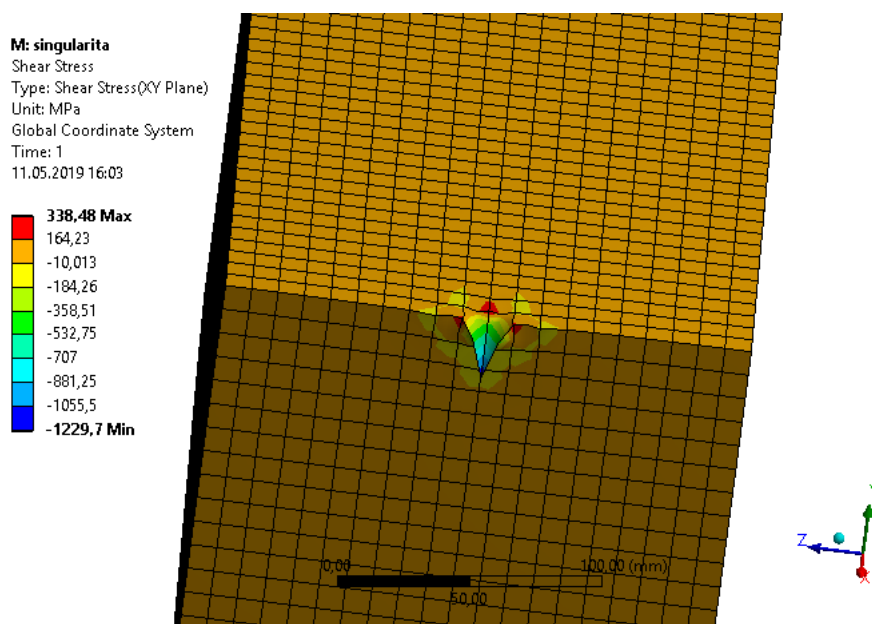 M: singularita
Shear Stress
Type: Shear Stress(XY Plane)
Unit: MPa
Global Coordinate System
Time: 1
11.05.2019 16:03
338,48 Max
164,23
-10,013
-184,26
-358,51
-532,75
-707
-881,25
-1055,5
-1229,7 Min
0,00
100,00 (mm)
50,00
Z
X